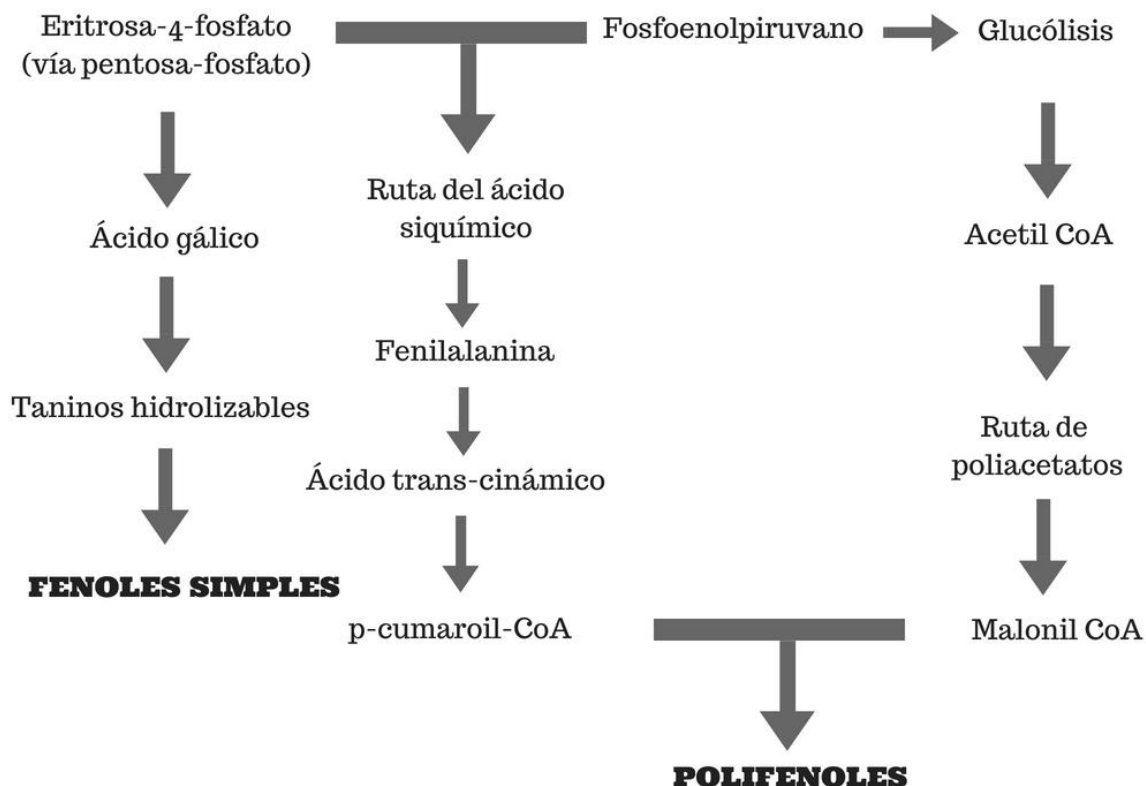 Eritrosa-4-fosfato
(vía pentosa-fosfato)
Fosfoenolpiruvano
Glucólisis
Ácido gálico
Ruta del ácido
siquímico
Acetil CoA
Fenilalanina
Taninos hidrolizables
Ruta de
poliacetatos
Ácido trans-cinámico
FENOLES SIMPLES
p-cumaroil-CoA
Malonil CoA
POLIFENOLES